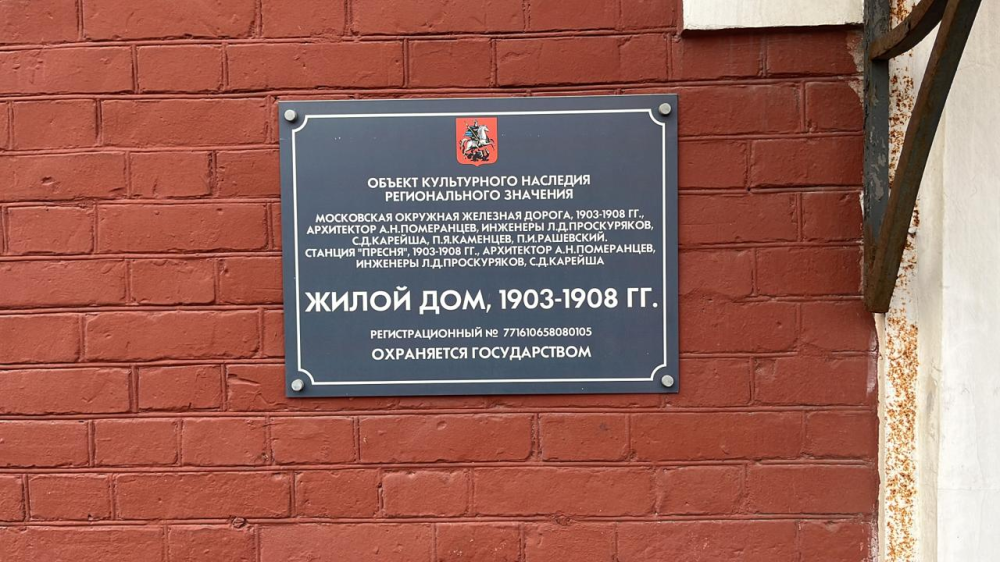 ОБЪЕКТ КУЛЬТУРНОГО НАСЛЕДИЯ
РЕГИОНАЛЬНОГО ЗНАЧЕНИЯ
МОСКОВСКАЯ ОКРУЖНАЯ ЖЕЛЕЗНАЯ ДОРОГА, 1903-1908 ГГ.,
АРХИТЕКТОР А.Н.ПОМЕРАНЦЕВ, ИНЖЕНЕРЫ Л.Д.ПРОСКУРЯКОВ,
С.Д.КАРЕЙША, П.Я.КАМЕНЦЕВ, П.И.РАШЕВСКИЙ.
СТАНЦИЯ "ПРЕСНЯ", 1903-1908 ГГ., АРХИТЕКТОР А.Н.ПОМЕРАНЦЕВ,
ИНЖЕНЕРЫ Л.Д.ПРОСКУРЯКОВ, С.Д.КАРЕЙША
ЖИЛОЙ ДОМ, 1903-1908 ГГ.
РЕГИСТРАЦИОННЫЙ № 771610658080105
ОХРАНЯЕТСЯ ГОСУДАРСТВОМ